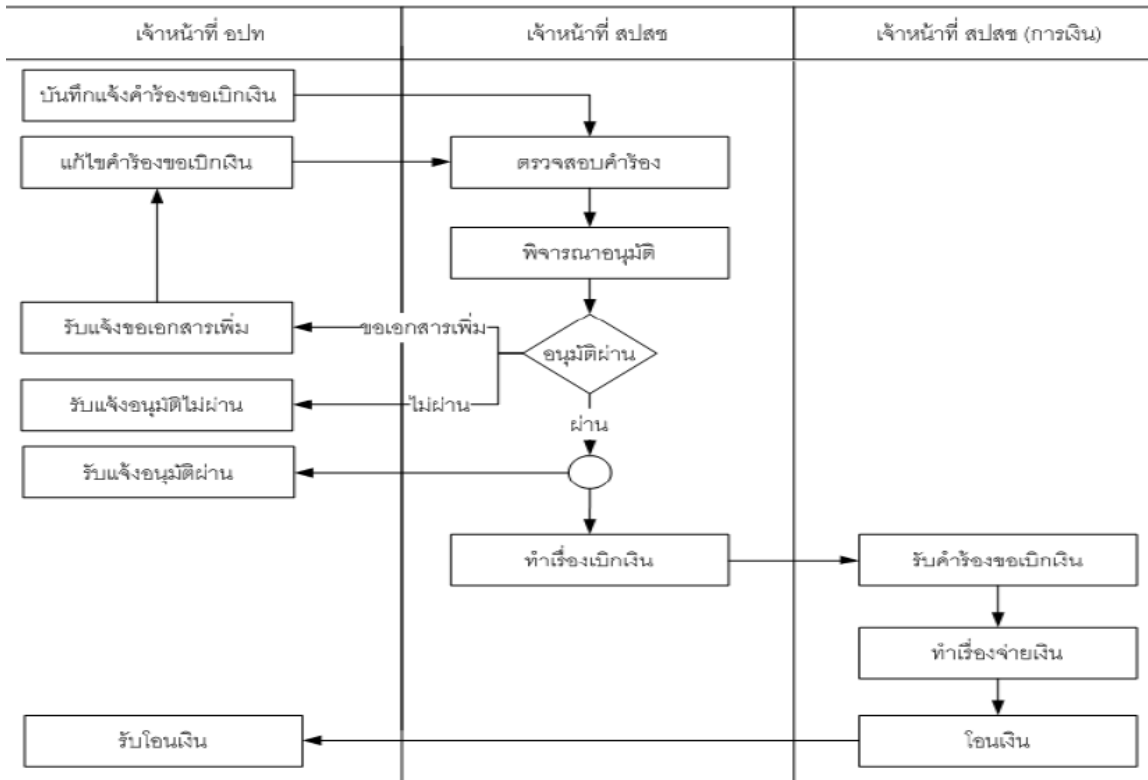 เจ้าหน้าที่ อปท
เจ้าหน้าที่ สปสช
เจ้าหน้าที่ สปสช (การเงิน)
บันทึกแจ้งคำร้องขอเบิกเงิน
แก้ไขคำร้องขอเบิกเงิน
ตรวจสอบคำร้อง
พิจารณาอนุมัติ
รับแจ้งขอเอกสารเพิ่ม
ขอเอกสารเพิ่ม
อนุมัติผ่าน
รับแจ้งอนุมัติไม่ผ่าน
ไม่ผ่าน
ผ่าน
รับแจ้งอนุมัติผ่าน
ทำเรื่องเบิกเงิน
รับคำร้องขอเบิกเงิน
ทำเรื่องจ่ายเงิน
รับโอนเงิน
โอนเงิน